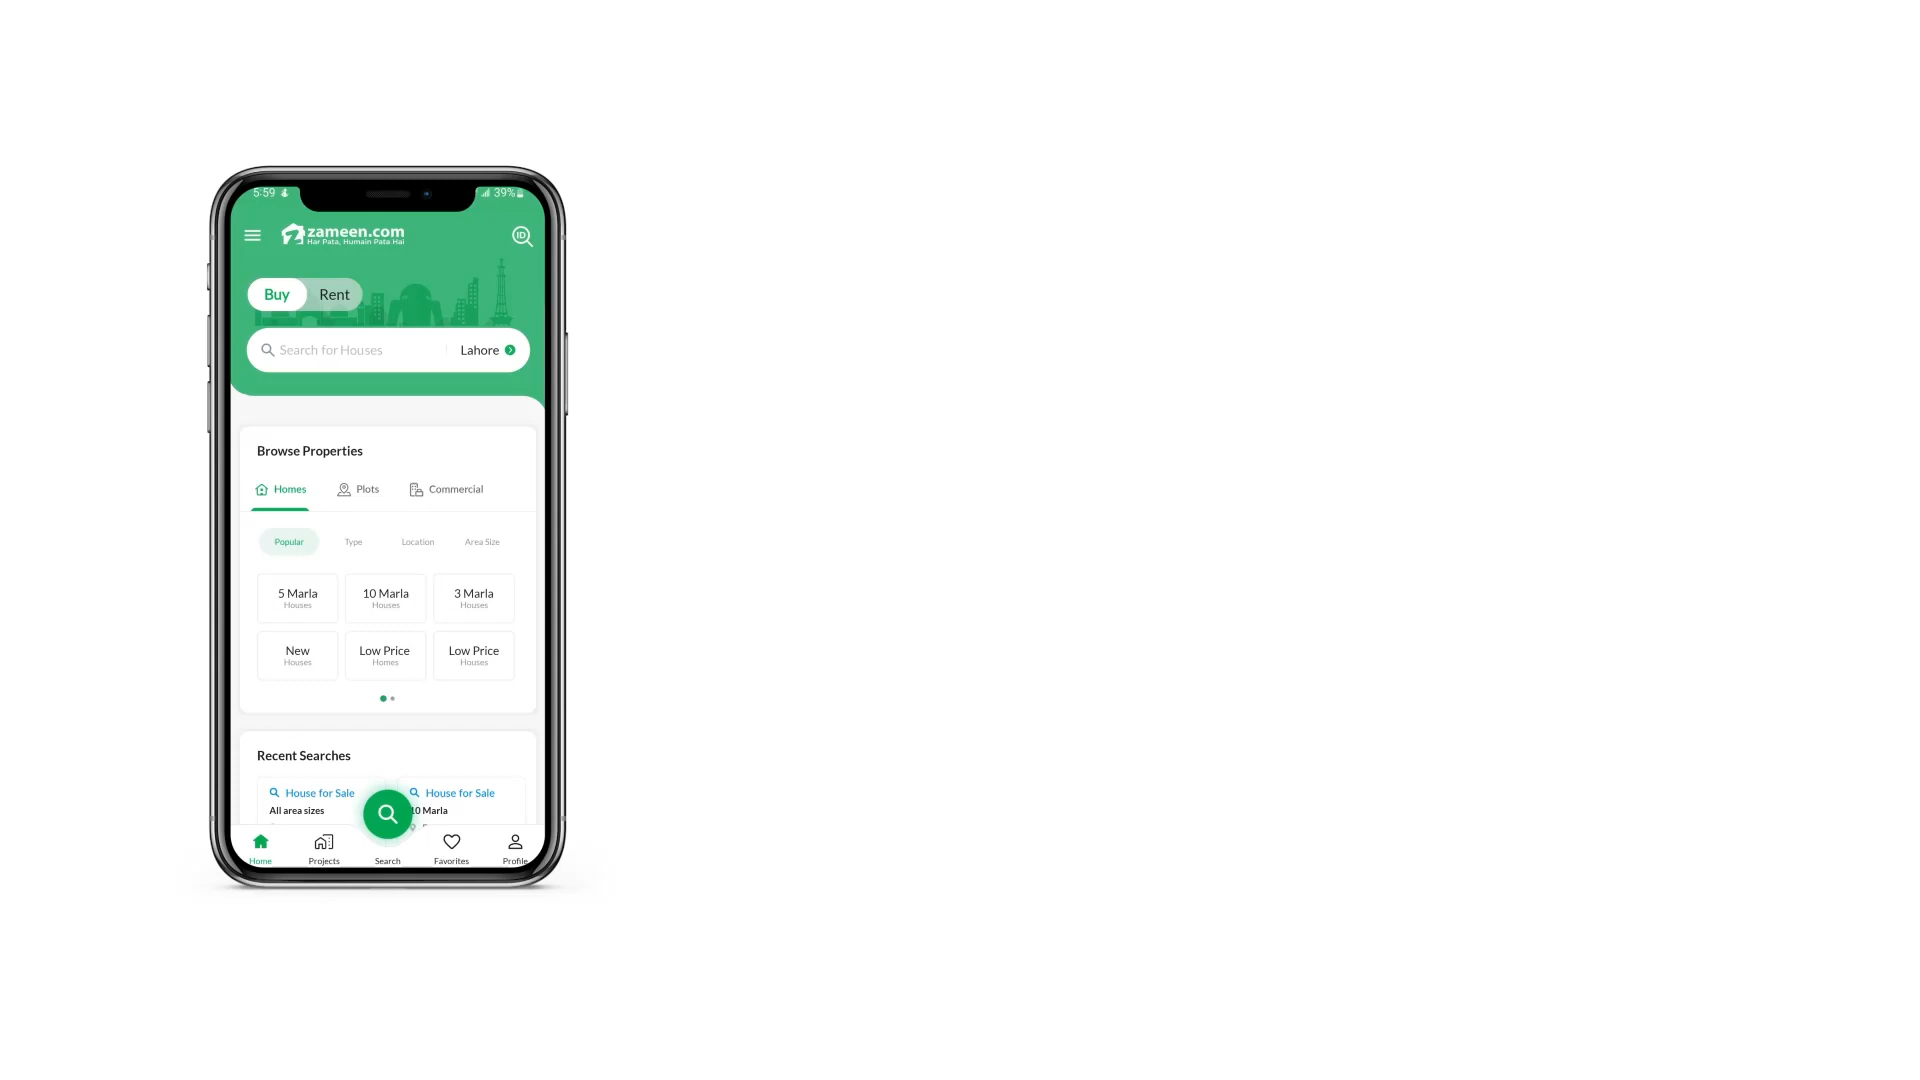 5:59 39%
zameen.com
Har Pata, Humain Pata Hai
ID
Buy Rent
Search for Houses Lahore
Browse Properties
Homes Plots Commercial
Popular Type Location Area Size
5 Marla 10 Marla 3 Marla
Houses Houses Houses
New Low Price Low Price
Houses Homes Houses
Recent Searches
House for Sale House for Sale
All area sizes 10 Marla
Home Projects Search Favorites Profile